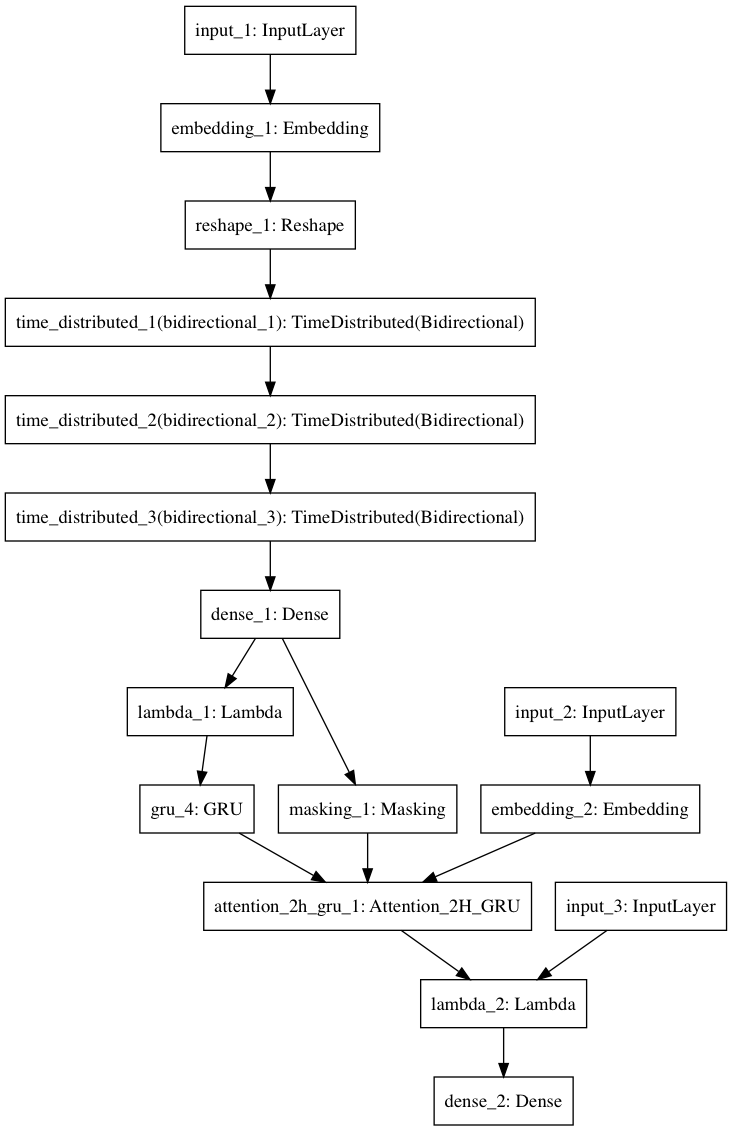 input_1: InputLayer
embedding_1: Embedding
reshape_1: Reshape
time_distributed_1(bidirectional_1): TimeDistributed(Bidirectional)
time_distributed_2(bidirectional_2): TimeDistributed(Bidirectional)
time_distributed_3(bidirectional_3): TimeDistributed(Bidirectional)
dense_1: Dense
lambda_1: Lambda
input_2: InputLayer
gru_4: GRU
masking_1: Masking
embedding_2: Embedding
attention_2h_gru_1: Attention_2H_GRU
input_3: InputLayer
lambda_2: Lambda
dense_2: Dense